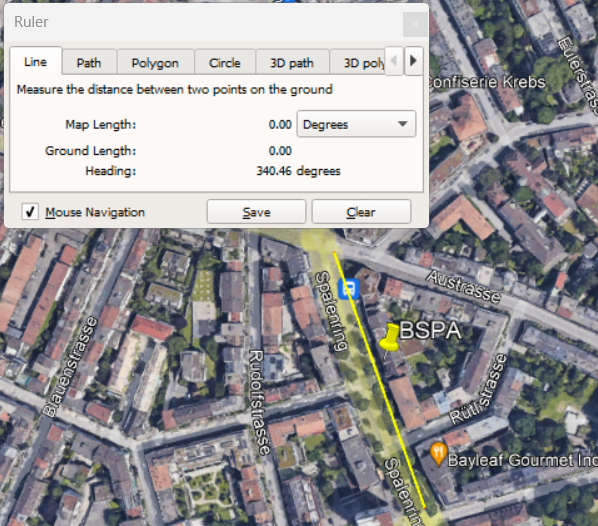 Ruler
Line
Path
Polygon
Circle
3D path
3D poly
Measure the distance between two points on the ground
Map Length:
0.00
Degrees
Ground Length:
0.00
Heading:
340.46 degrees
Mouse Navigation
Save
Clear
Confiserie Krebs
Eulerstrasse
Austrasse
Spalenring
BSPA
Blauenstrasse
Rudolfstrasse
Rütlistrasse
Bayleaf Gourmet Ind
Spalenring